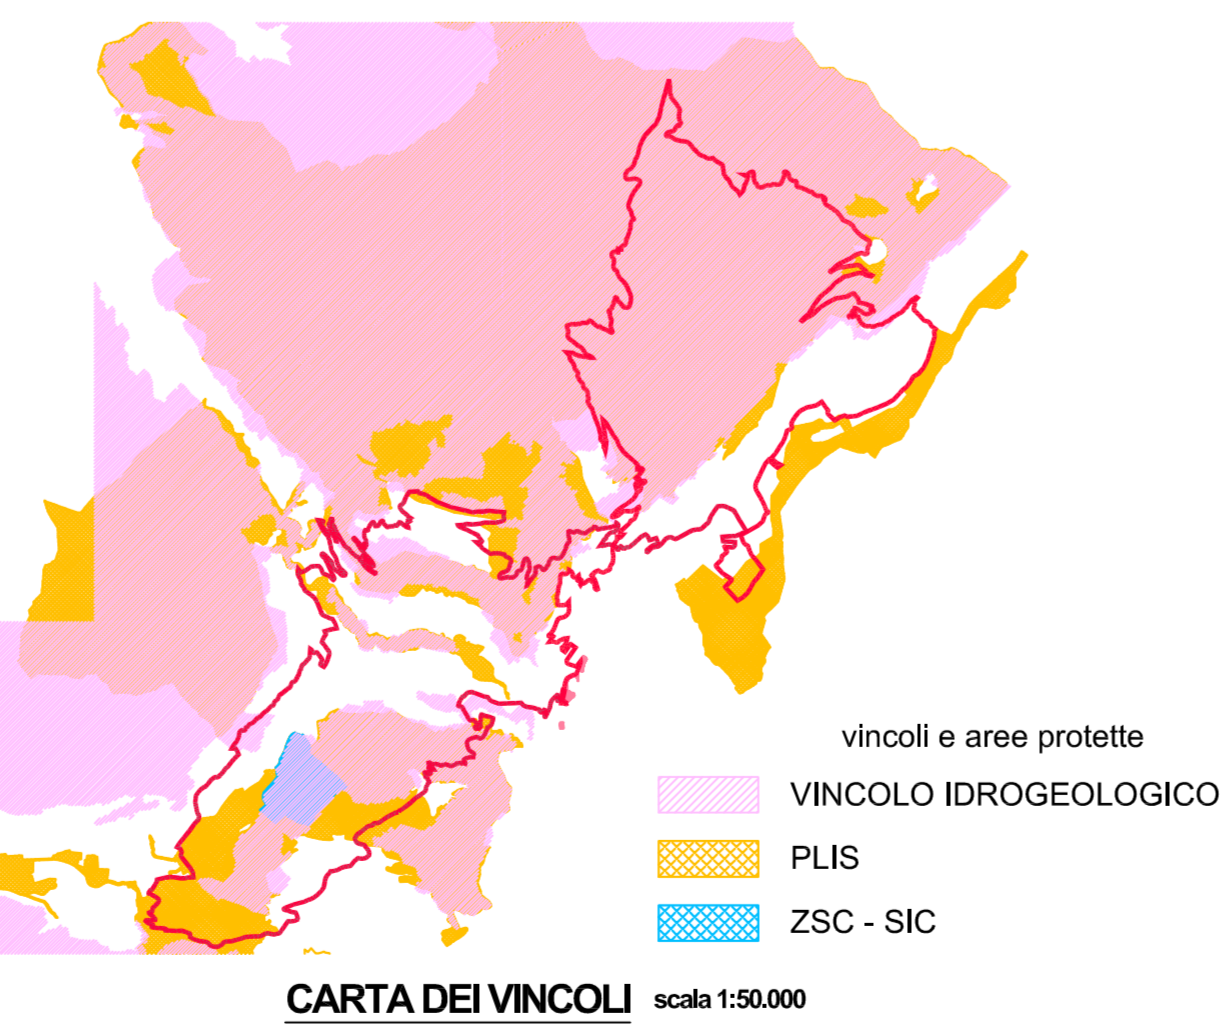 vincoli e aree protette
VINCOLO IDROGEOLOGICO
PLIS
ZSC - SIC
CARTA DEI VINCOLI scala 1:50.000